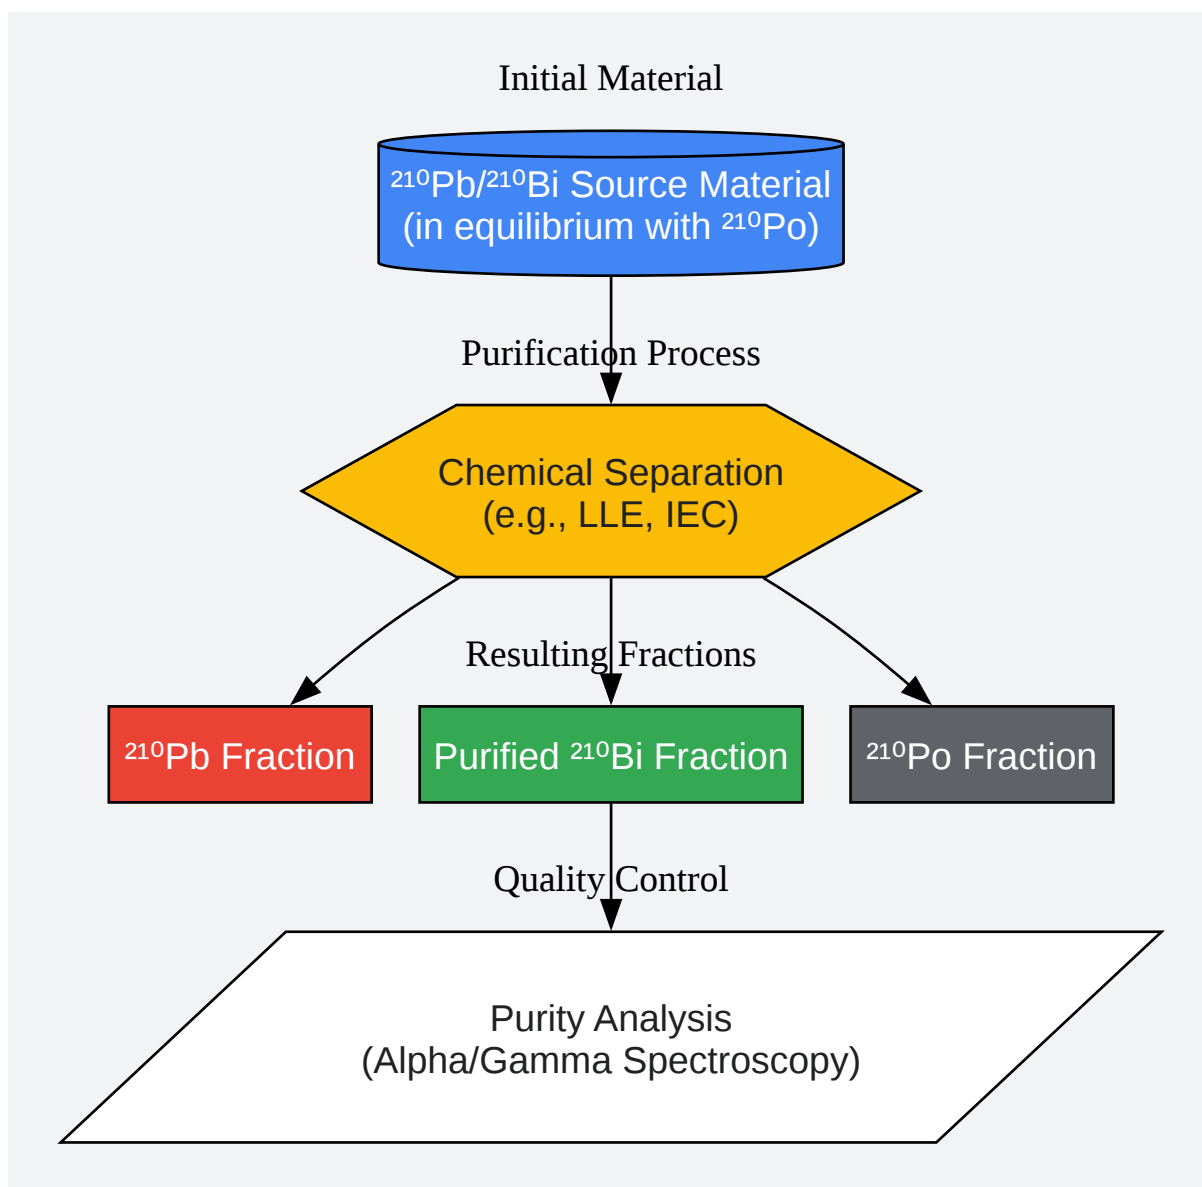 Initial Material
²¹⁰Pb/²¹⁰Bi Source Material
(in equilibrium with ²¹⁰Po)
Purification Process
Chemical Separation
(e.g., LLE, IEC)
Resulting Fractions
²¹⁰Pb Fraction
Purified ²¹⁰Bi Fraction
²¹⁰Po Fraction
Quality Control
Purity Analysis
(Alpha/Gamma Spectroscopy)